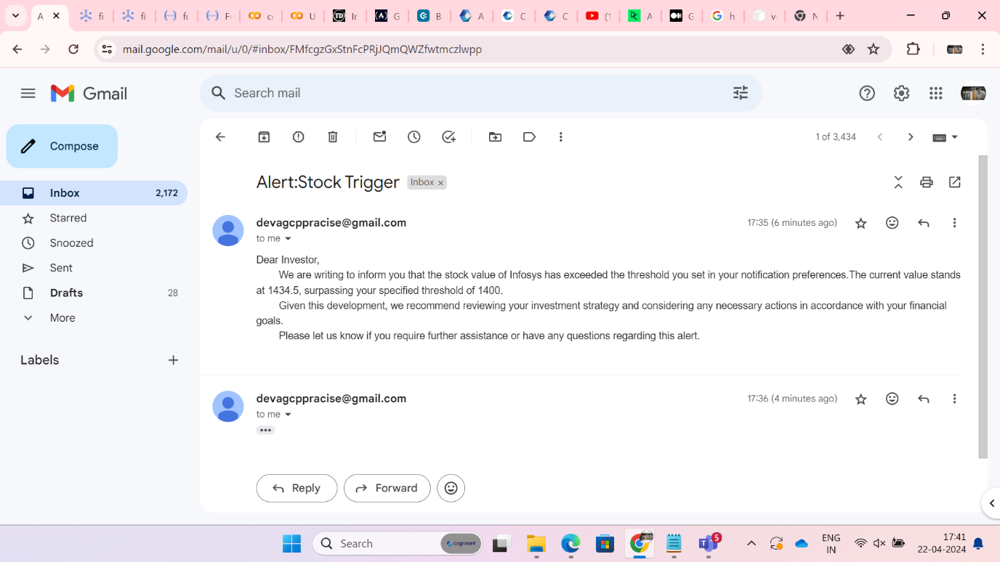 A
fi
fi
fu
co
U
In
G
B
A
C
C
(1
A
G
h
v
N
mail.google.com/mail/u/0/#inbox/FMfcgzGxStnFcPRjJQmQWZfwtmczlwpp
Gmail
Search mail
Compose
1 of 3,434
Inbox 2,172
Starred
Snoozed
Sent
Drafts 28
More
Labels
Alert:Stock Trigger Inbox x
devagcppracise@gmail.com 17:35 (6 minutes ago)
to me
Dear Investor,
We are writing to inform you that the stock value of Infosys has exceeded the threshold you set in your notification preferences.The current value stands
at 1434.5, surpassing your specified threshold of 1400.
Given this development, we recommend reviewing your investment strategy and considering any necessary actions in accordance with your financial
goals.
Please let us know if you require further assistance or have any questions regarding this alert.
devagcppracise@gmail.com 17:36 (4 minutes ago)
to me
Reply
Forward
Search
cognizant
5
ENG
IN
17:41
22-04-2024